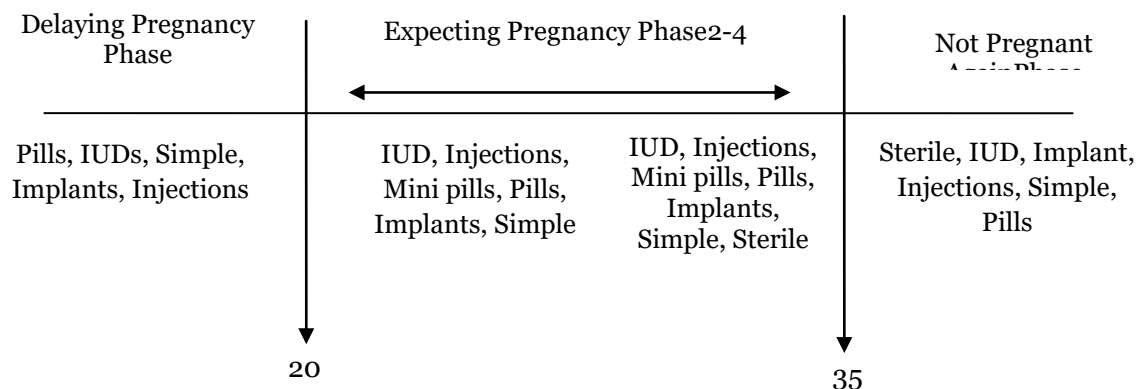 Delaying Pregnancy
Phase
Expecting Pregnancy Phase2-4
Not Pregnant
AgainPhase
Pills, IUDs, Simple,
Implants, Injections
IUD, Injections,
Mini pills, Pills,
Implants, Simple
IUD, Injections,
Mini pills, Pills,
Implants,
Simple, Sterile
Sterile, IUD, Implant,
Injections, Simple,
Pills
20
35